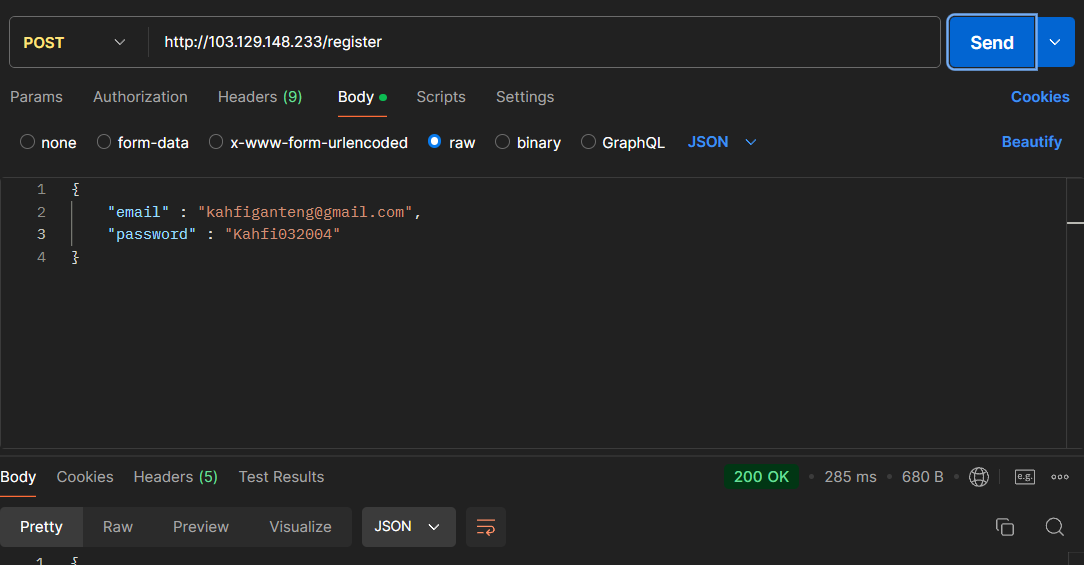 POST http://103.129.148.233/register Send
Params Authorization Headers (9) Body Scripts Settings Cookies
none form-data x-www-form-urlencoded raw binary GraphQL JSON Beautify
1 {
2 "email" : "kahfiganteng@gmail.com",
3 "password" : "Kahfi032004"
4 }
Body Cookies Headers (5) Test Results 200 OK • 285 ms • 680 B • e.g.
Pretty Raw Preview Visualize JSON
1 {